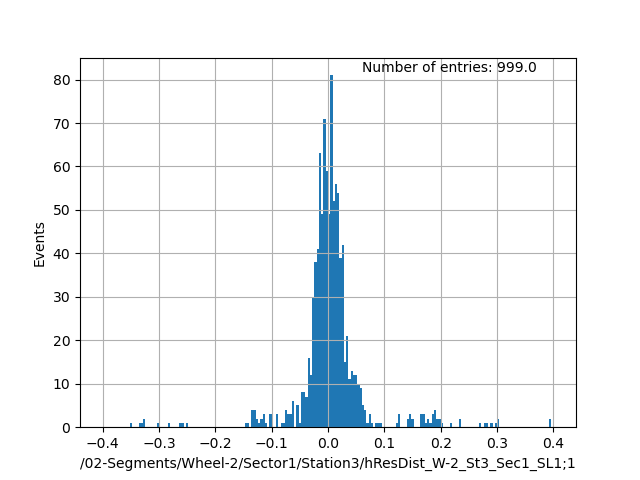 Number of entries: 999.0
80
70
60
50
40
30
20
10
0
Events
−0.4 −0.3 −0.2 −0.1 0.0 0.1 0.2 0.3 0.4
/02-Segments/Wheel-2/Sector1/Station3/hResDist_W-2_St3_Sec1_SL1;1